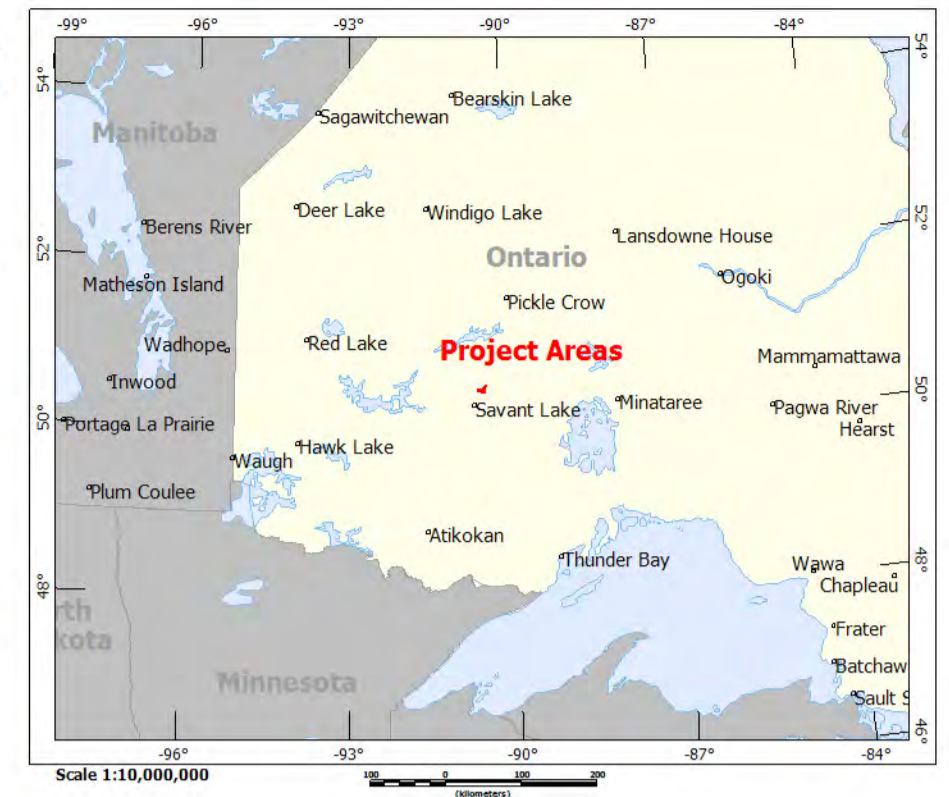 -99° -96° -93° -90° -87° -84°
54°
54°
Bearskin Lake
Sagawitchewan
Manitoba
Deer Lake
Windigo Lake
52°
Berens River
Lansdowne House
Ontario
52°
Ogoki
Matheson Island
Pickle Crow
Wadhope
Red Lake
Project Areas
Mammamattawa
Inwood
50°
Savant Lake
Minataree
Pagwa River
50°
Portage La Prairie
Hearst
Hawk Lake
Waugh
Plum Coulee
Atikokan
Thunder Bay
Wawa
48°
Chapleau
48°
rth
kota
Frater
Batchaw
Minnesota
Sault S
46°
-96° -93° -90° -87° -84°
Scale 1:10,000,000
100 0 100 200
(kilometers)